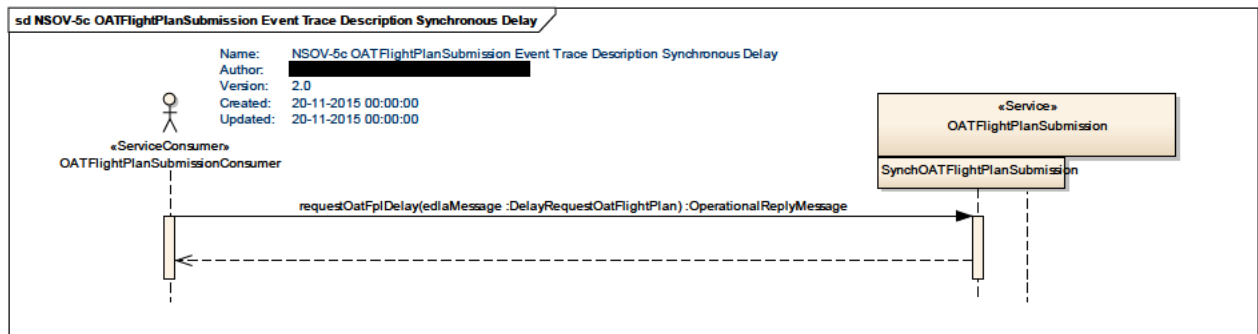 sd NSOV-5c OATFlightPlanSubmission Event Trace Description Synchronous Delay
Name: NSOV-5c OATFlightPlanSubmission Event Trace Description Synchronous Delay
Author:
Version: 2.0
Created: 20-11-2015 00:00:00
Updated: 20-11-2015 00:00:00
«ServiceConsumer»
OATFlightPlanSubmissionConsumer
«Service»
OATFlightPlanSubmission
SynchOATFlightPlanSubmission
requestOatFplDelay(edlaMessage :DelayRequestOatFlightPlan) :OperationalReplyMessage